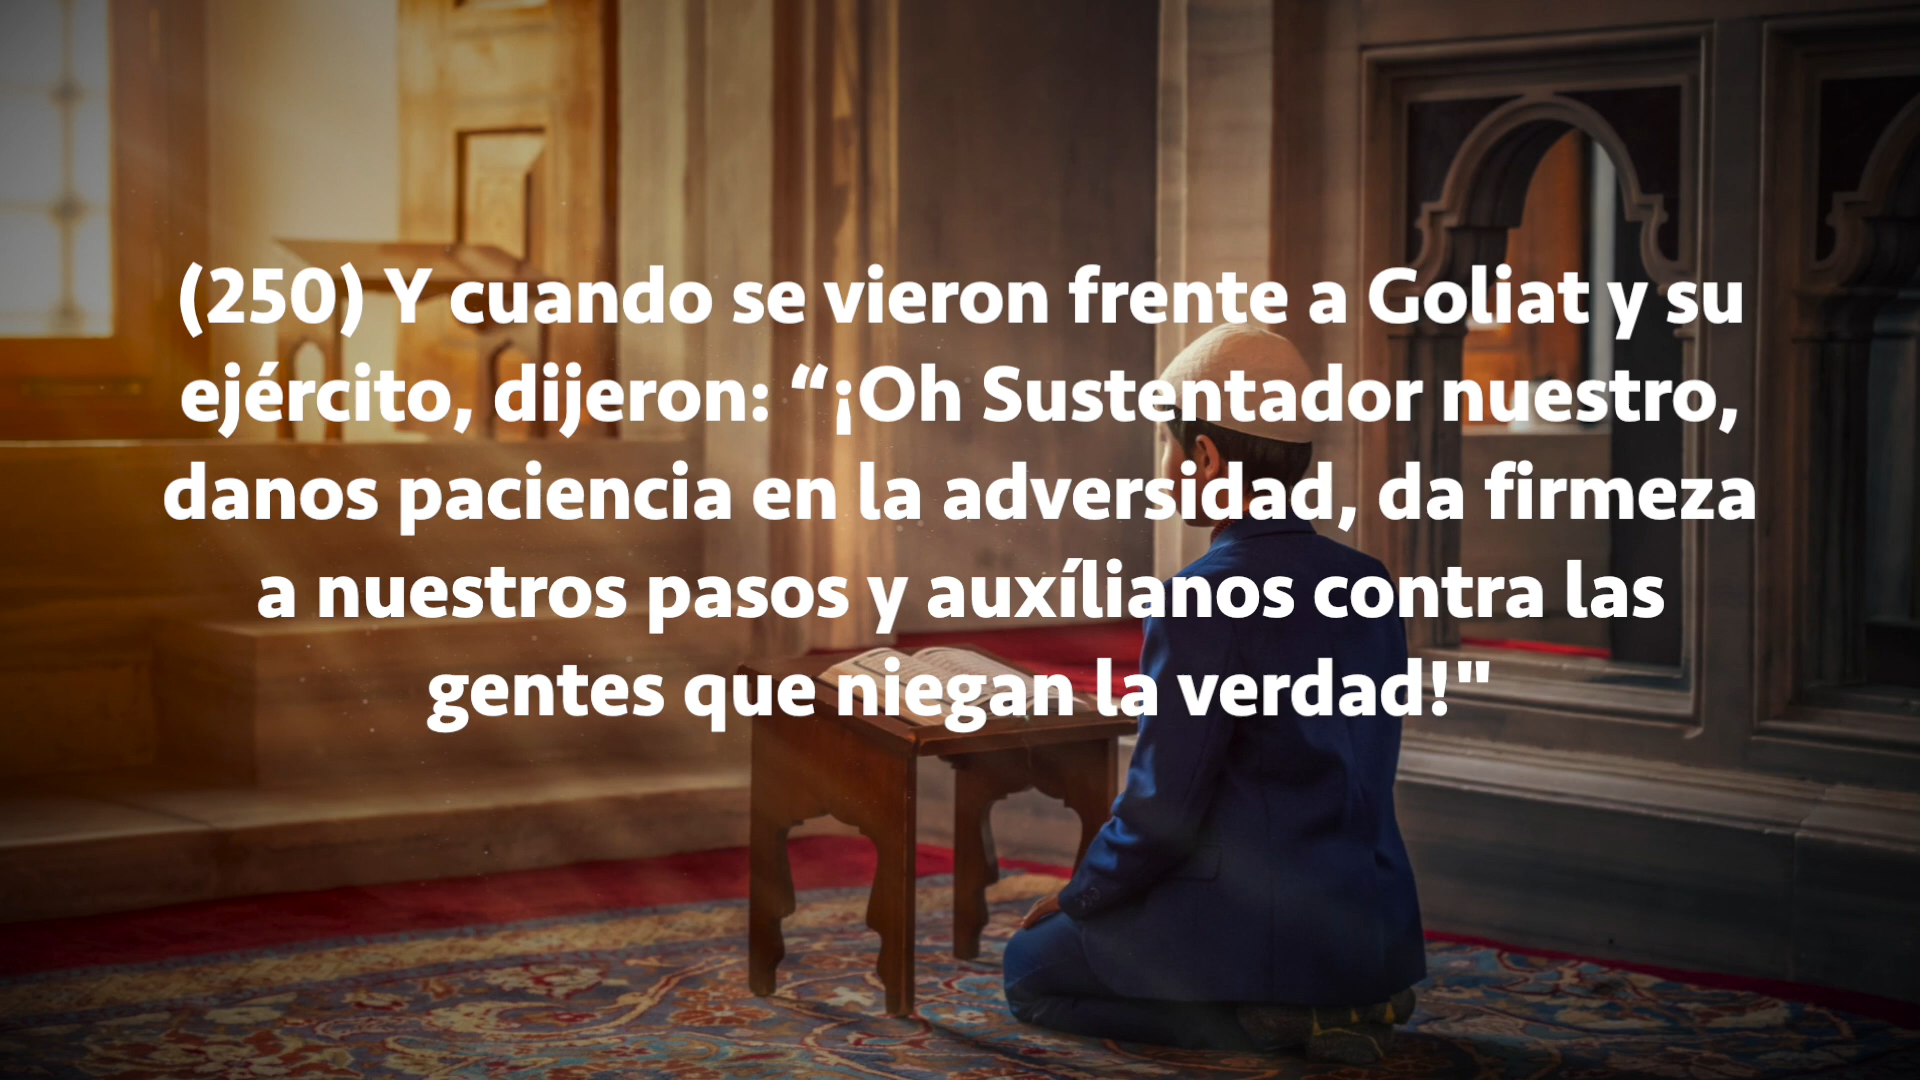 (250) Y cuando se vieron frente a Goliat y su
ejército, dijeron: “¡Oh Sustentador nuestro,
danos paciencia en la adversidad, da firmeza
a nuestros pasos y auxílianos contra las
gentes que niegan la verdad!"